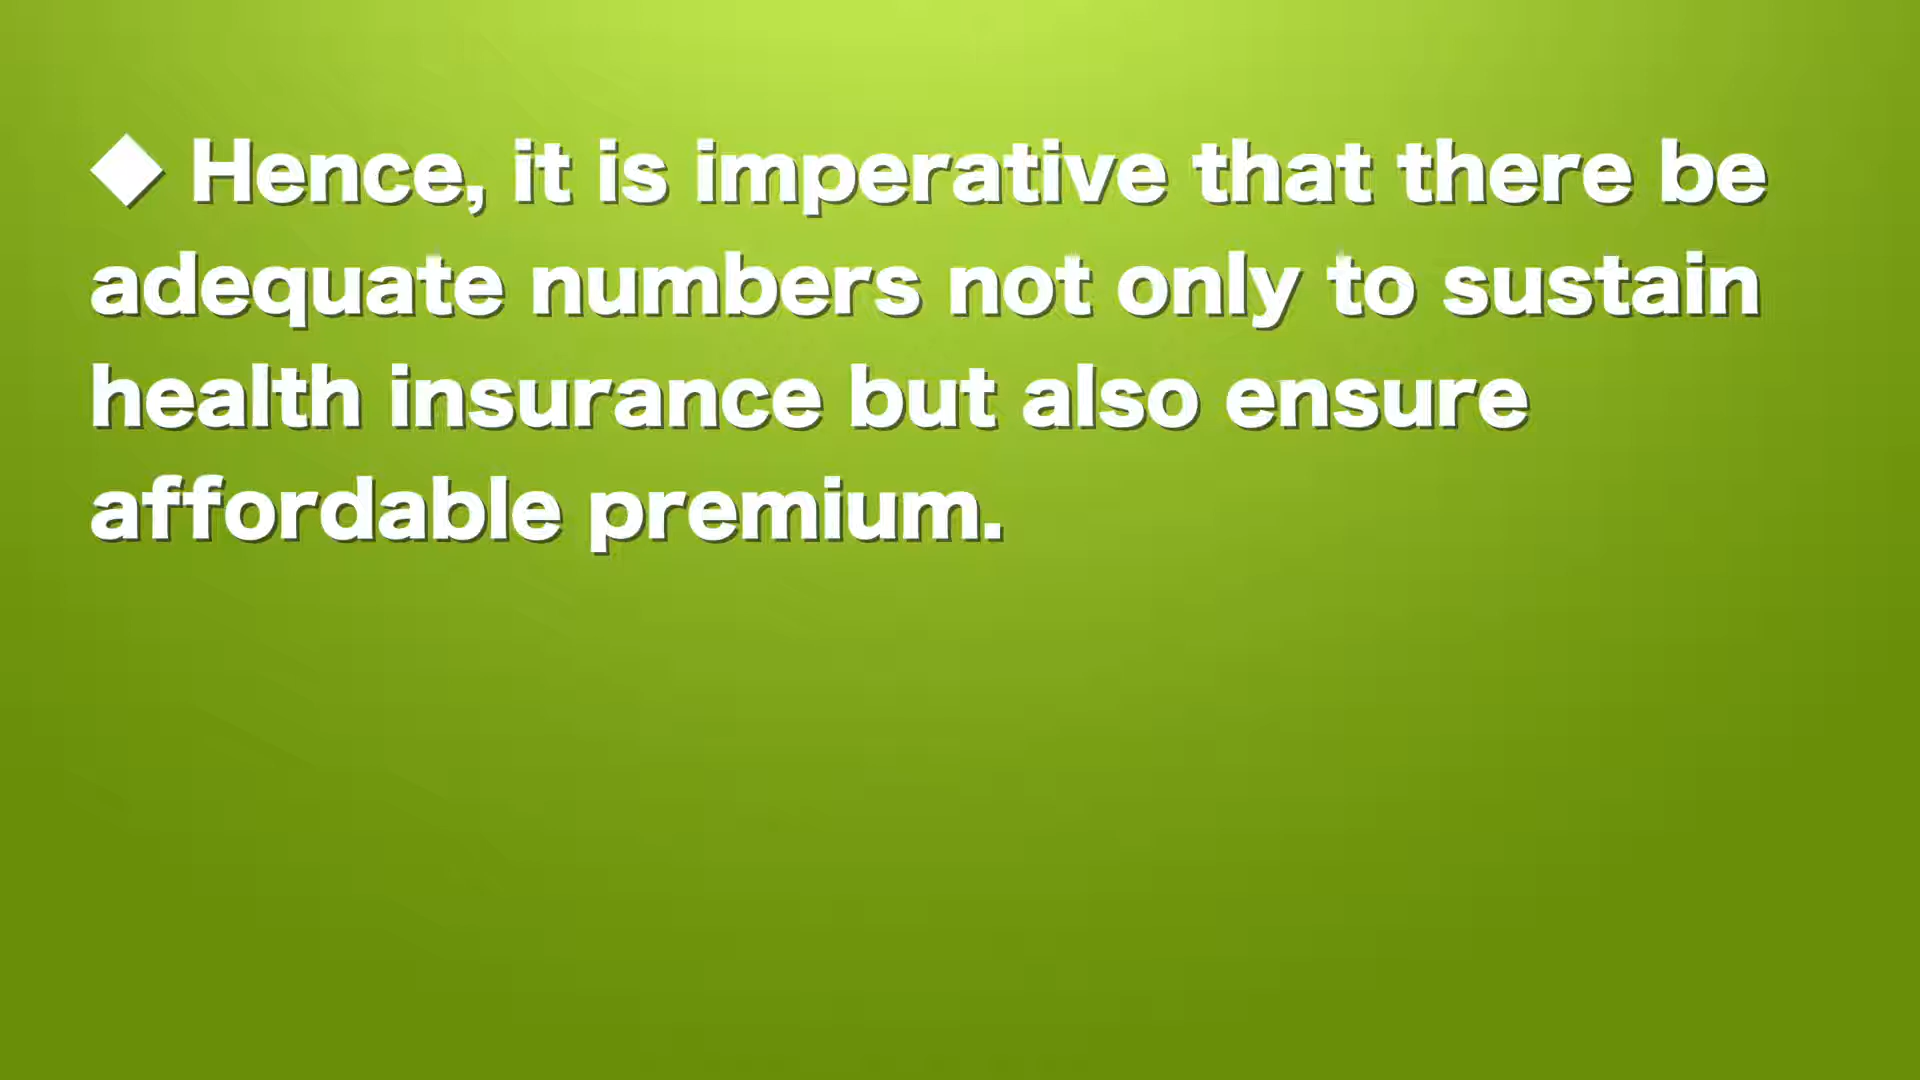 ◆ Hence, it is imperative that there be
adequate numbers not only to sustain
health insurance but also ensure
affordable premium.